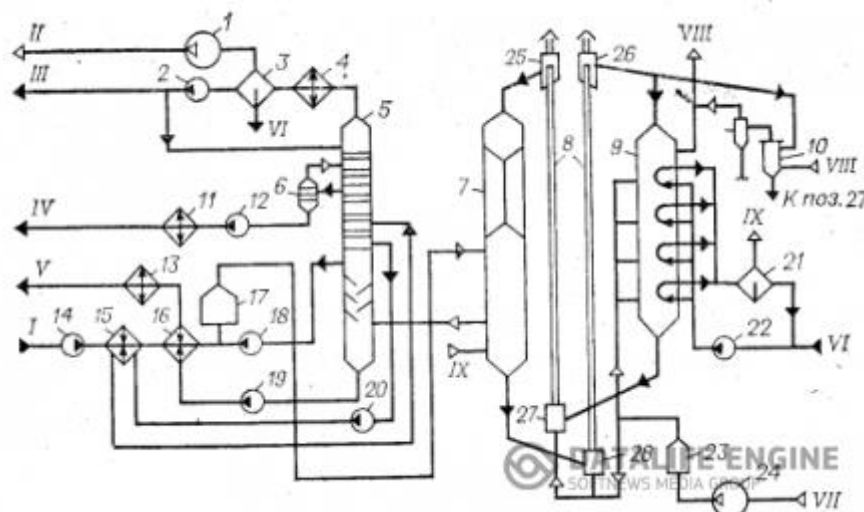 1
25
26
VIII
II
2
3
4
III
5
VI
8
9
10
VIII
6
7
К поз. 27
11
12
IV
IX
13
V
17
21
I
14
15
16
18
22
VI
19
IX
20
27
28
23
24
DATALIFE ENGINE
SOFTNEWS MEDIA GROUP
VII